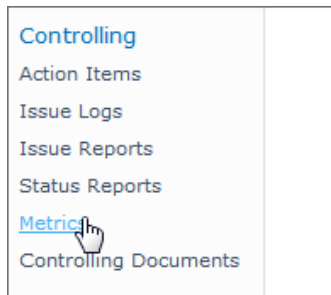 Controlling
Action Items
Issue Logs
Issue Reports
Status Reports
Metrics
Controlling Documents